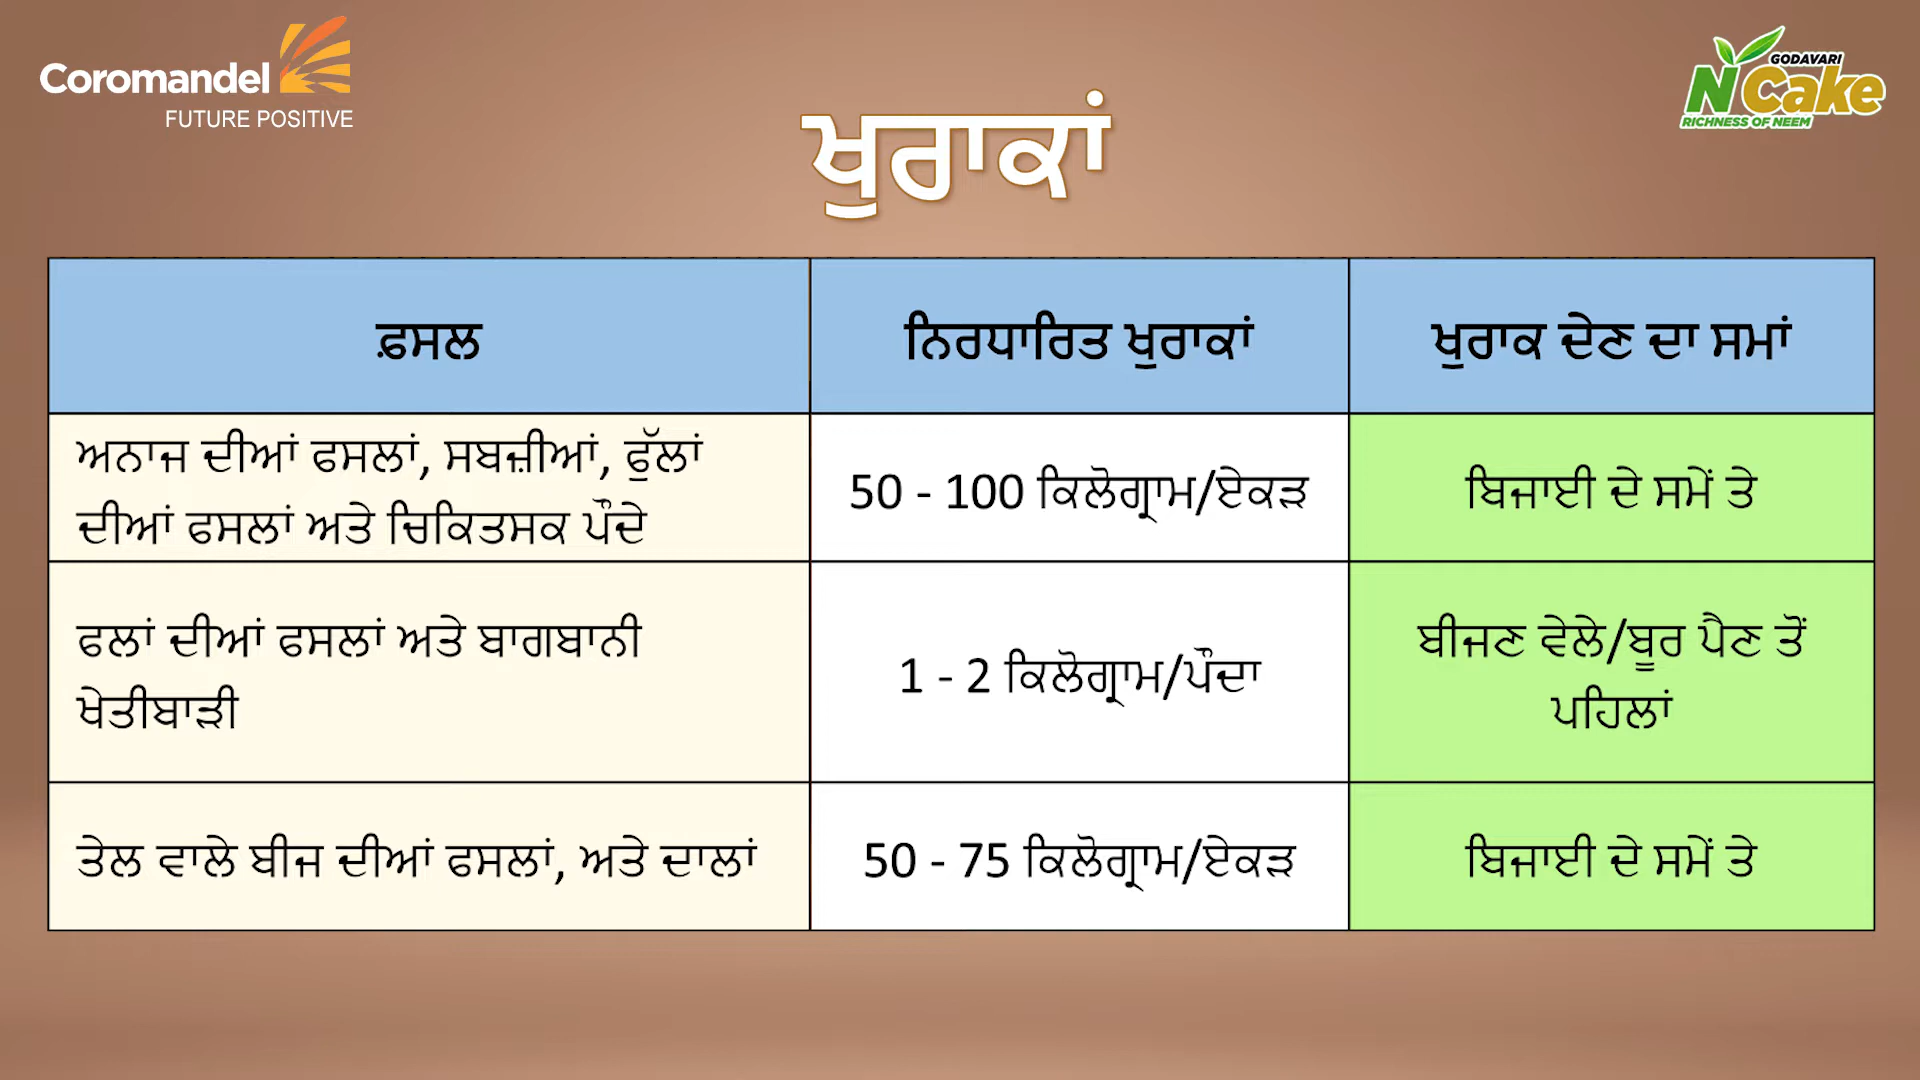 Coromandel
FUTURE POSITIVE
GODAVARI
N Cake
RICHNESS OF NEEM
ਖੁਰਾਕਾਂ
ਫ਼ਸਲ
ਨਿਰਧਾਰਿਤ ਖੁਰਾਕਾਂ
ਖੁਰਾਕ ਦੇਣ ਦਾ ਸਮਾਂ
ਅਨਾਜ ਦੀਆਂ ਫਸਲਾਂ, ਸਬਜ਼ੀਆਂ, ਫੁੱਲਾਂ
ਦੀਆਂ ਫਸਲਾਂ ਅਤੇ ਚਿਕਿਤਸਕ ਪੌਦੇ
50 - 100 ਕਿਲੋਗ੍ਰਾਮ/ਏਕੜ
ਬਿਜਾਈ ਦੇ ਸਮੇਂ ਤੇ
ਫਲਾਂ ਦੀਆਂ ਫਸਲਾਂ ਅਤੇ ਬਾਗਬਾਨੀ
ਖੇਤੀਬਾੜੀ
1 - 2 ਕਿਲੋਗ੍ਰਾਮ/ਪੌਦਾ
ਬੀਜਣ ਵੇਲੇ/ਬੂਰ ਪੈਣ ਤੋਂ
ਪਹਿਲਾਂ
ਤੇਲ ਵਾਲੇ ਬੀਜ ਦੀਆਂ ਫਸਲਾਂ, ਅਤੇ ਦਾਲਾਂ
50 - 75 ਕਿਲੋਗ੍ਰਾਮ/ਏਕੜ
ਬਿਜਾਈ ਦੇ ਸਮੇਂ ਤੇ